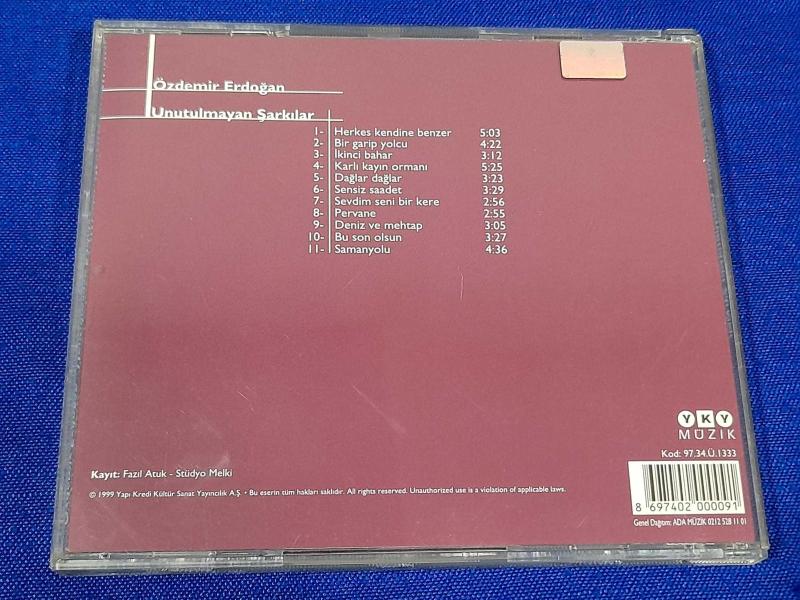 Özdemir Erdoğan
Unutulmayan Şarkılar
1- Herkes kendine benzer 5:03
2- Bir garip yolcu 4:22
3- İkinci bahar 3:12
4- Karlı kayın ormanı 5:25
5- Dağlar dağlar 3:23
6- Sensiz saadet 3:29
7- Sevdim seni bir kere 2:56
8- Pervane 2:55
9- Deniz ve mehtap 3:05
10- Bu son olsun 3:27
11- Samanyolu 4:36
YKY
MÜZİK
Kod: 97.34.Ü.1333
Kayıt: Fazıl Atuk - Stüdyo Melki
© 1999 Yapı Kredi Kültür Sanat Yayıncılık A.Ş. • Bu eserin tüm hakları saklıdır. All rights reserved. Unauthorized use is a violation of applicable laws.
8 697402 000091
Genel Dağıtım: ADA MÜZİK 0212 528 11 01